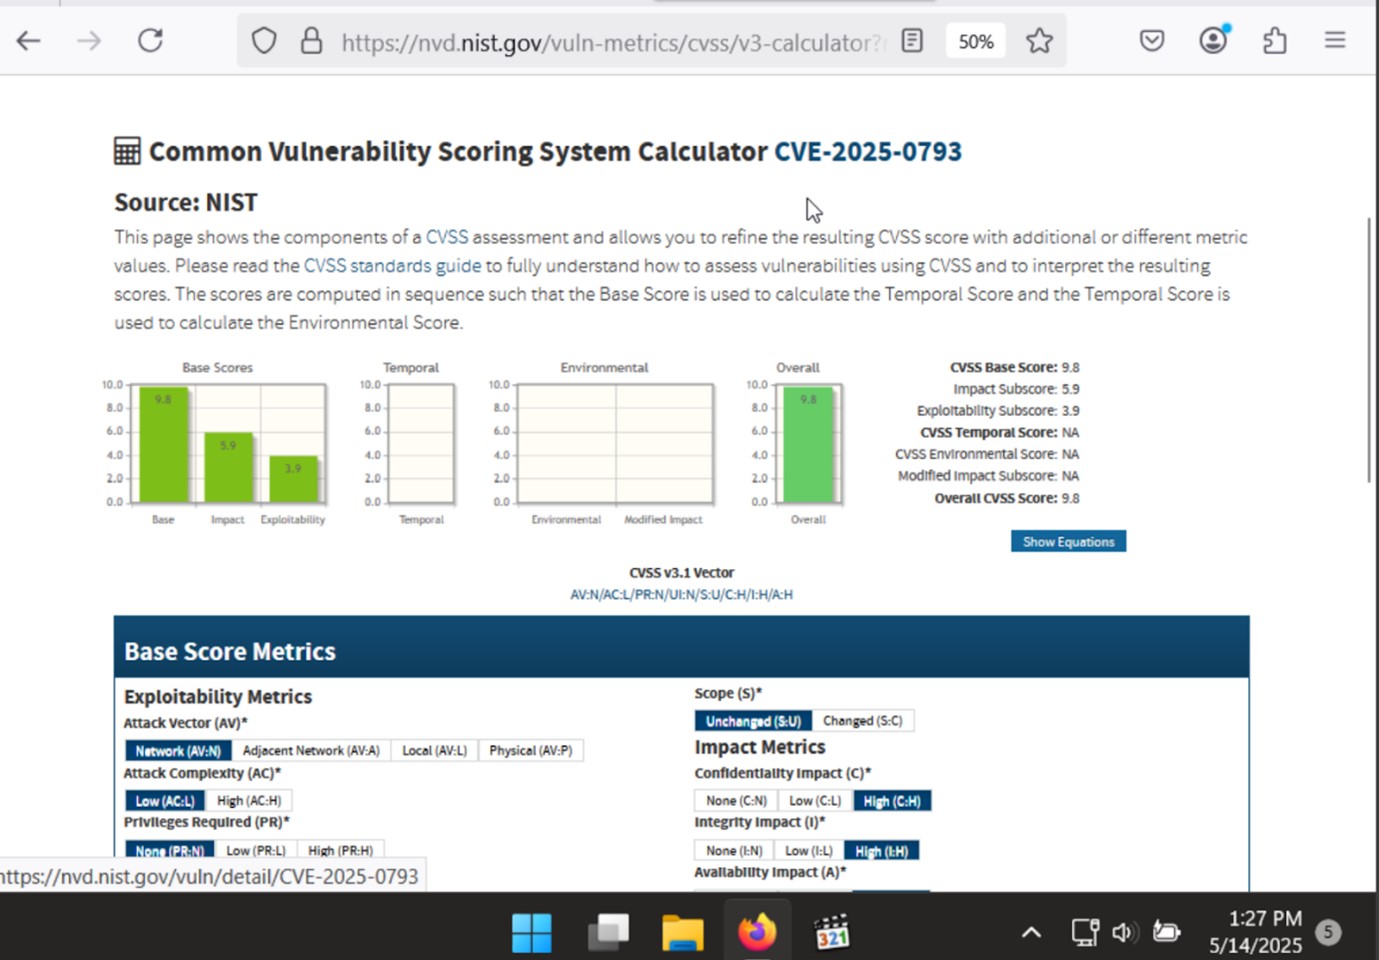 https://nvd.nist.gov/vuln-metrics/cvss/v3-calculator?
50%
Common Vulnerability Scoring System Calculator CVE-2025-0793
Source: NIST
This page shows the components of a CVSS assessment and allows you to refine the resulting CVSS score with additional or different metric
values. Please read the CVSS standards guide to fully understand how to assess vulnerabilities using CVSS and to interpret the resulting
scores. The scores are computed in sequence such that the Base Score is used to calculate the Temporal Score and the Temporal Score is
used to calculate the Environmental Score.
Base Scores
10.0
8.0
6.0
4.0
2.0
0.0
9.8
5.9
3.9
Base Impact Exploitability
Temporal
10.0
8.0
6.0
4.0
2.0
0.0
Temporal
Environmental
10.0
8.0
6.0
4.0
2.0
0.0
Environmental Modified Impact
Overall
10.0
8.0
6.0
4.0
2.0
0.0
9.8
Overall
CVSS Base Score: 9.8
Impact Subscore: 5.9
Exploitability Subscore: 3.9
CVSS Temporal Score: NA
CVSS Environmental Score: NA
Modified Impact Subscore: NA
Overall CVSS Score: 9.8
Show Equations
CVSS v3.1 Vector
AV:N/AC:L/PR:N/UI:N/S:U/C:H/I:H/A:H
Base Score Metrics
Exploitability Metrics
Attack Vector (AV)*
Network (AV:N) Adjacent Network (AV:A) Local (AV:L) Physical (AV:P)
Attack Complexity (AC)*
Low (AC:L) High (AC:H)
Privileges Required (PR)*
None (PR:N) Low (PR:L) High (PR:H)
Scope (S)*
Unchanged (S:U) Changed (S:C)
Impact Metrics
Confidentiality Impact (C)*
None (C:N) Low (C:L) High (C:H)
Integrity Impact (I)*
None (I:N) Low (I:L) High (I:H)
Availability Impact (A)*
https://nvd.nist.gov/vuln/detail/CVE-2025-0793
321
1:27 PM
5/14/2025
5